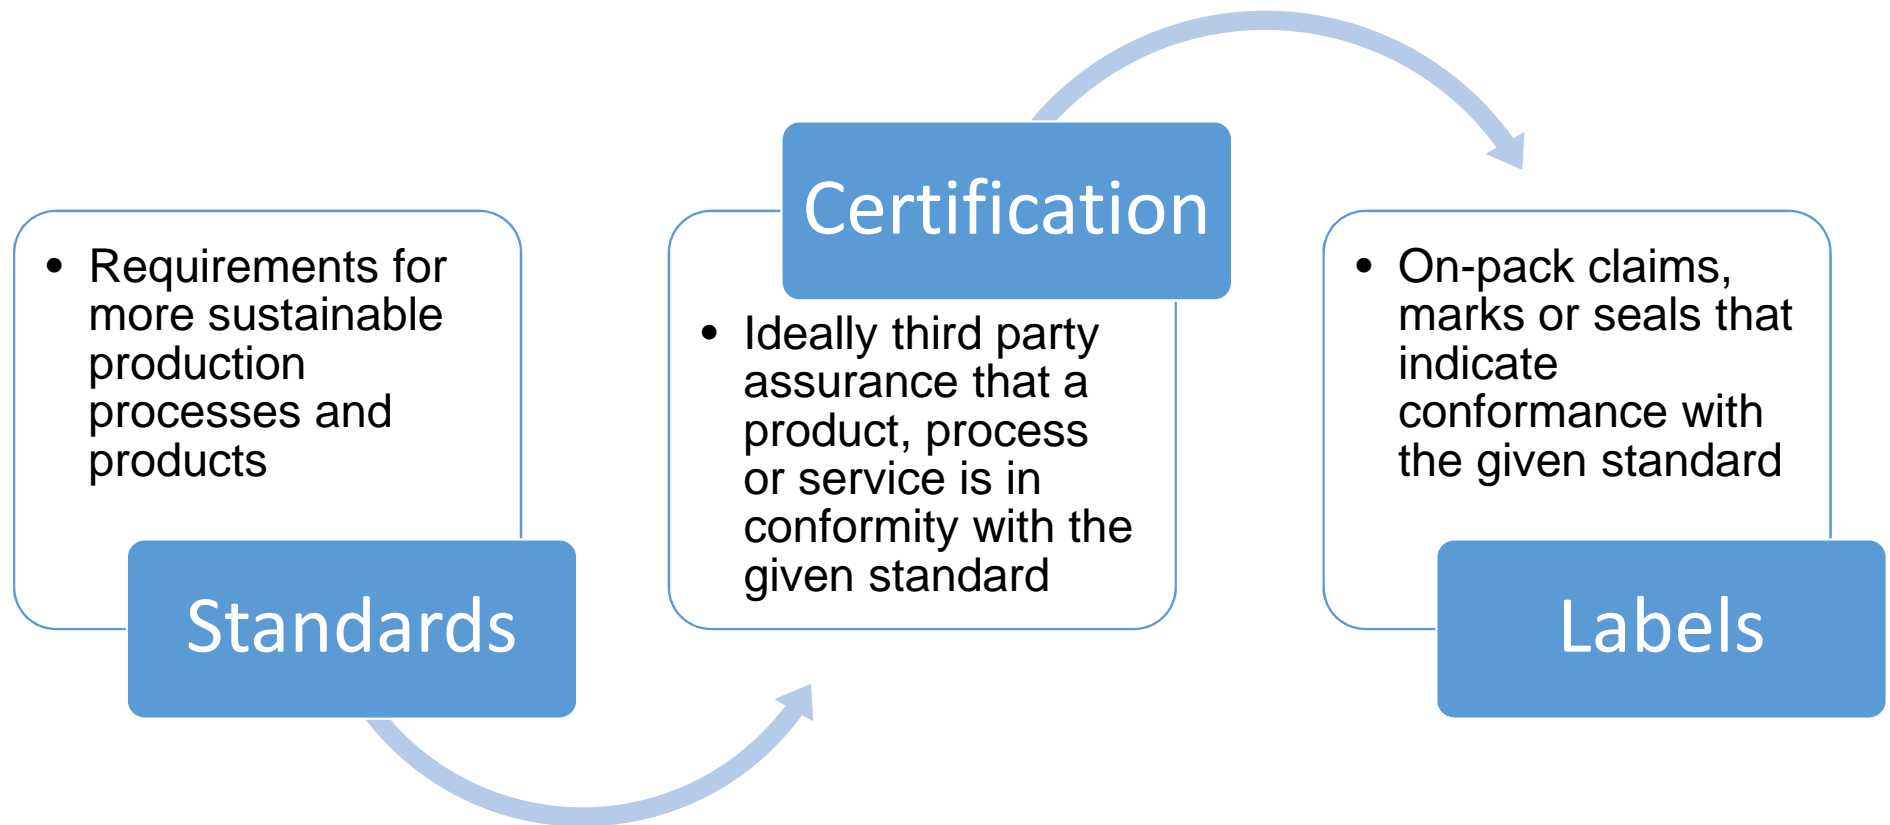 • Requirements for
more sustainable
production
processes and
products
Standards
Certification
• Ideally third party
assurance that a
product, process
or service is in
conformity with the
given standard
• On-pack claims,
marks or seals that
indicate
conformance with
the given standard
Labels